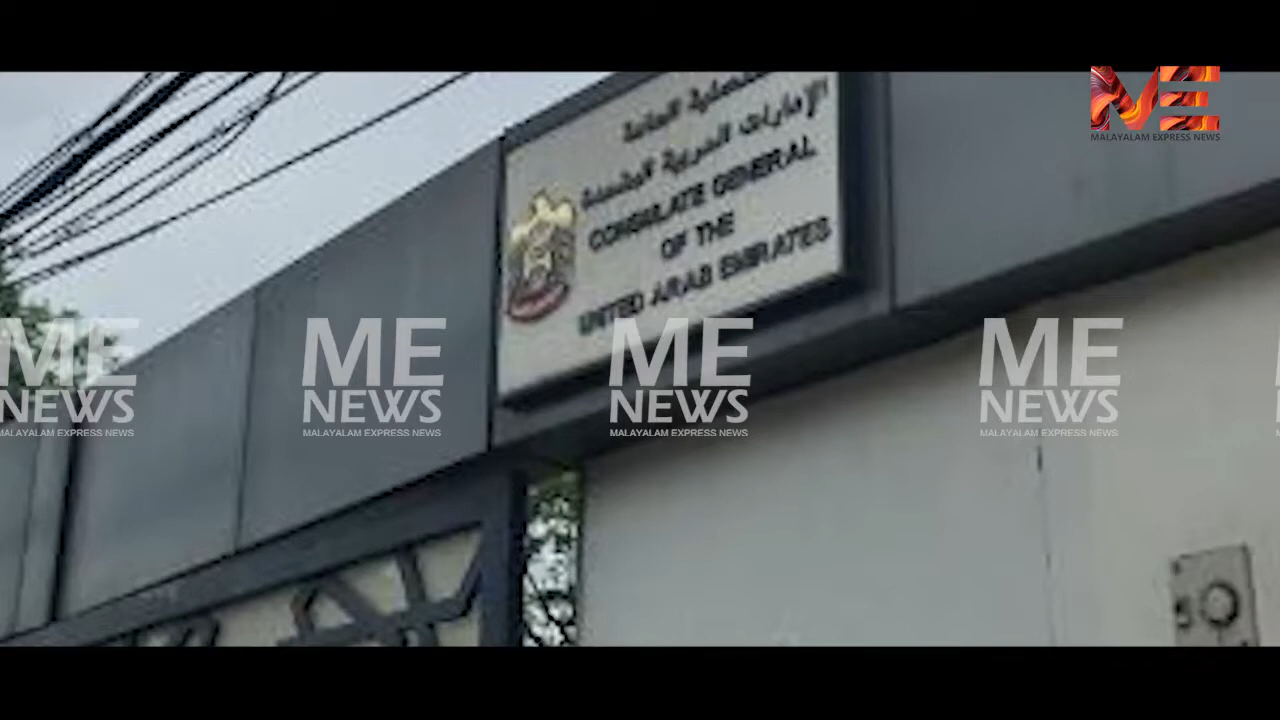 ME
MALAYALAM EXPRESS NEWS
الإمارات العربية المتحدة
CONSULATE GENERAL
OF THE
UNITED ARAB EMIRATES
ME
NEWS
MALAYALAM EXPRESS NEWS
ME
NEWS
MALAYALAM EXPRESS NEWS
ME
NEWS
MALAYALAM EXPRESS NEWS
ME
NEWS
MALAYALAM EXPRESS NEWS